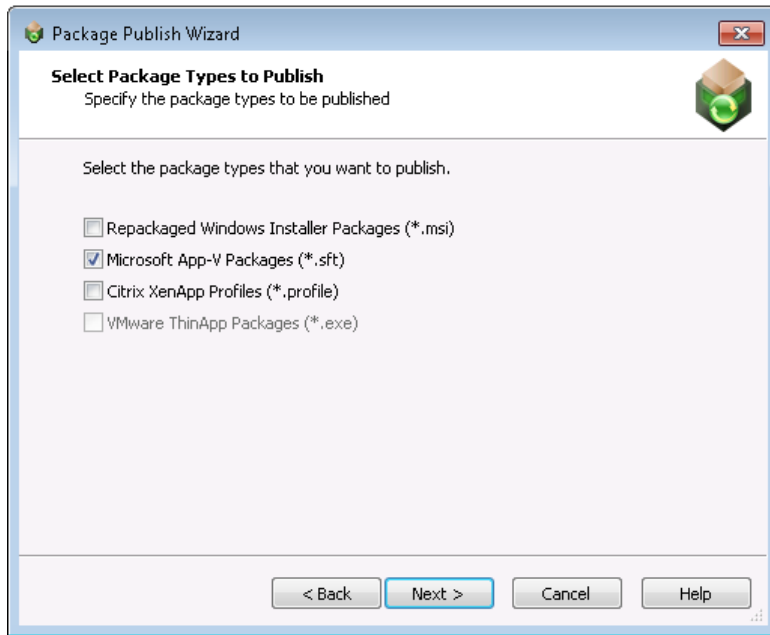 Package Publish Wizard
Select Package Types to Publish
Specify the package types to be published
Select the package types that you want to publish.
Repackaged Windows Installer Packages (*.msi)
Microsoft App-V Packages (*.sft)
Citrix XenApp Profiles (*.profile)
VMware ThinApp Packages (*.exe)
< Back Next > Cancel Help